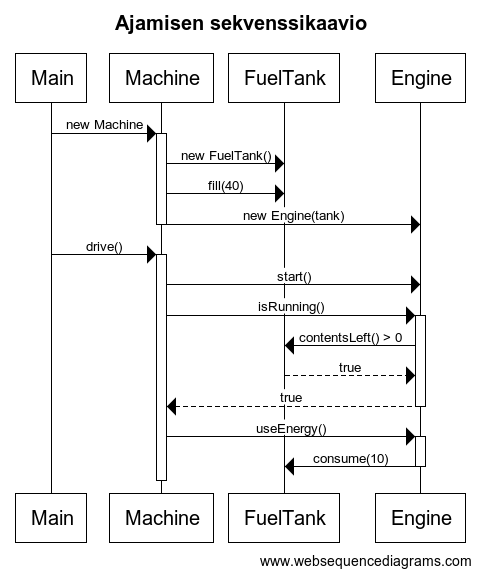 Ajamisen sekvenssikaavio
Main Machine FuelTank Engine
new Machine
new FuelTank()
fill(40)
new Engine(tank)
drive()
start()
isRunning()
contentsLeft() > 0
true
true
useEnergy()
consume(10)
Main Machine FuelTank Engine
www.websequencediagrams.com